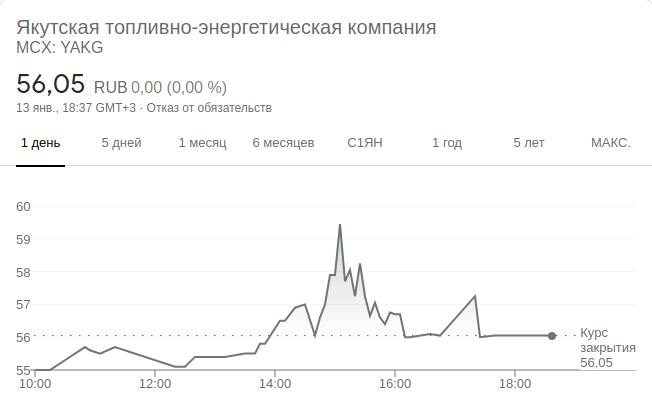 Якутская топливно-энергетическая компания
MCX: YAKG
56,05 RUB 0,00 (0,00 %)
13 янв., 18:37 GMT+3 · Отказ от обязательств
1 день 5 дней 1 месяц 6 месяцев С1ЯН 1 год 5 лет МАКС.
60
59
58
57
56
55
Курс
закрытия
56,05
10:00 12:00 14:00 16:00 18:00